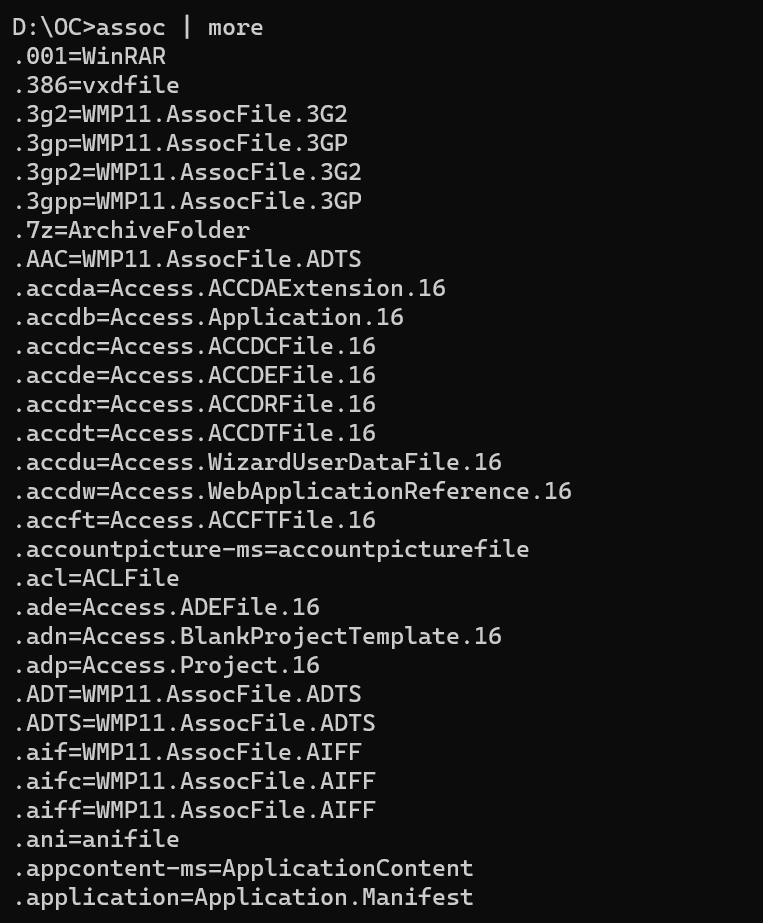 D:\OC>assoc | more
.001=WinRAR
.386=vxdfile
.3g2=WMP11.AssocFile.3G2
.3gp=WMP11.AssocFile.3GP
.3gp2=WMP11.AssocFile.3G2
.3gpp=WMP11.AssocFile.3GP
.7z=ArchiveFolder
.AAC=WMP11.AssocFile.ADTS
.accda=Access.ACCDAExtension.16
.accdb=Access.Application.16
.accdc=Access.ACCDCFile.16
.accde=Access.ACCDEFile.16
.accdr=Access.ACCDRFile.16
.accdt=Access.ACCDTFile.16
.accdu=Access.WizardUserDataFile.16
.accdw=Access.WebApplicationReference.16
.accft=Access.ACCFTFile.16
.accountpicture-ms=accountpicturefile
.acl=ACLFile
.ade=Access.ADEFile.16
.adn=Access.BlankProjectTemplate.16
.adp=Access.Project.16
.ADT=WMP11.AssocFile.ADTS
.ADTS=WMP11.AssocFile.ADTS
.aif=WMP11.AssocFile.AIFF
.aifc=WMP11.AssocFile.AIFF
.aiff=WMP11.AssocFile.AIFF
.ani=anifile
.appcontent-ms=ApplicationContent
.application=Application.Manifest